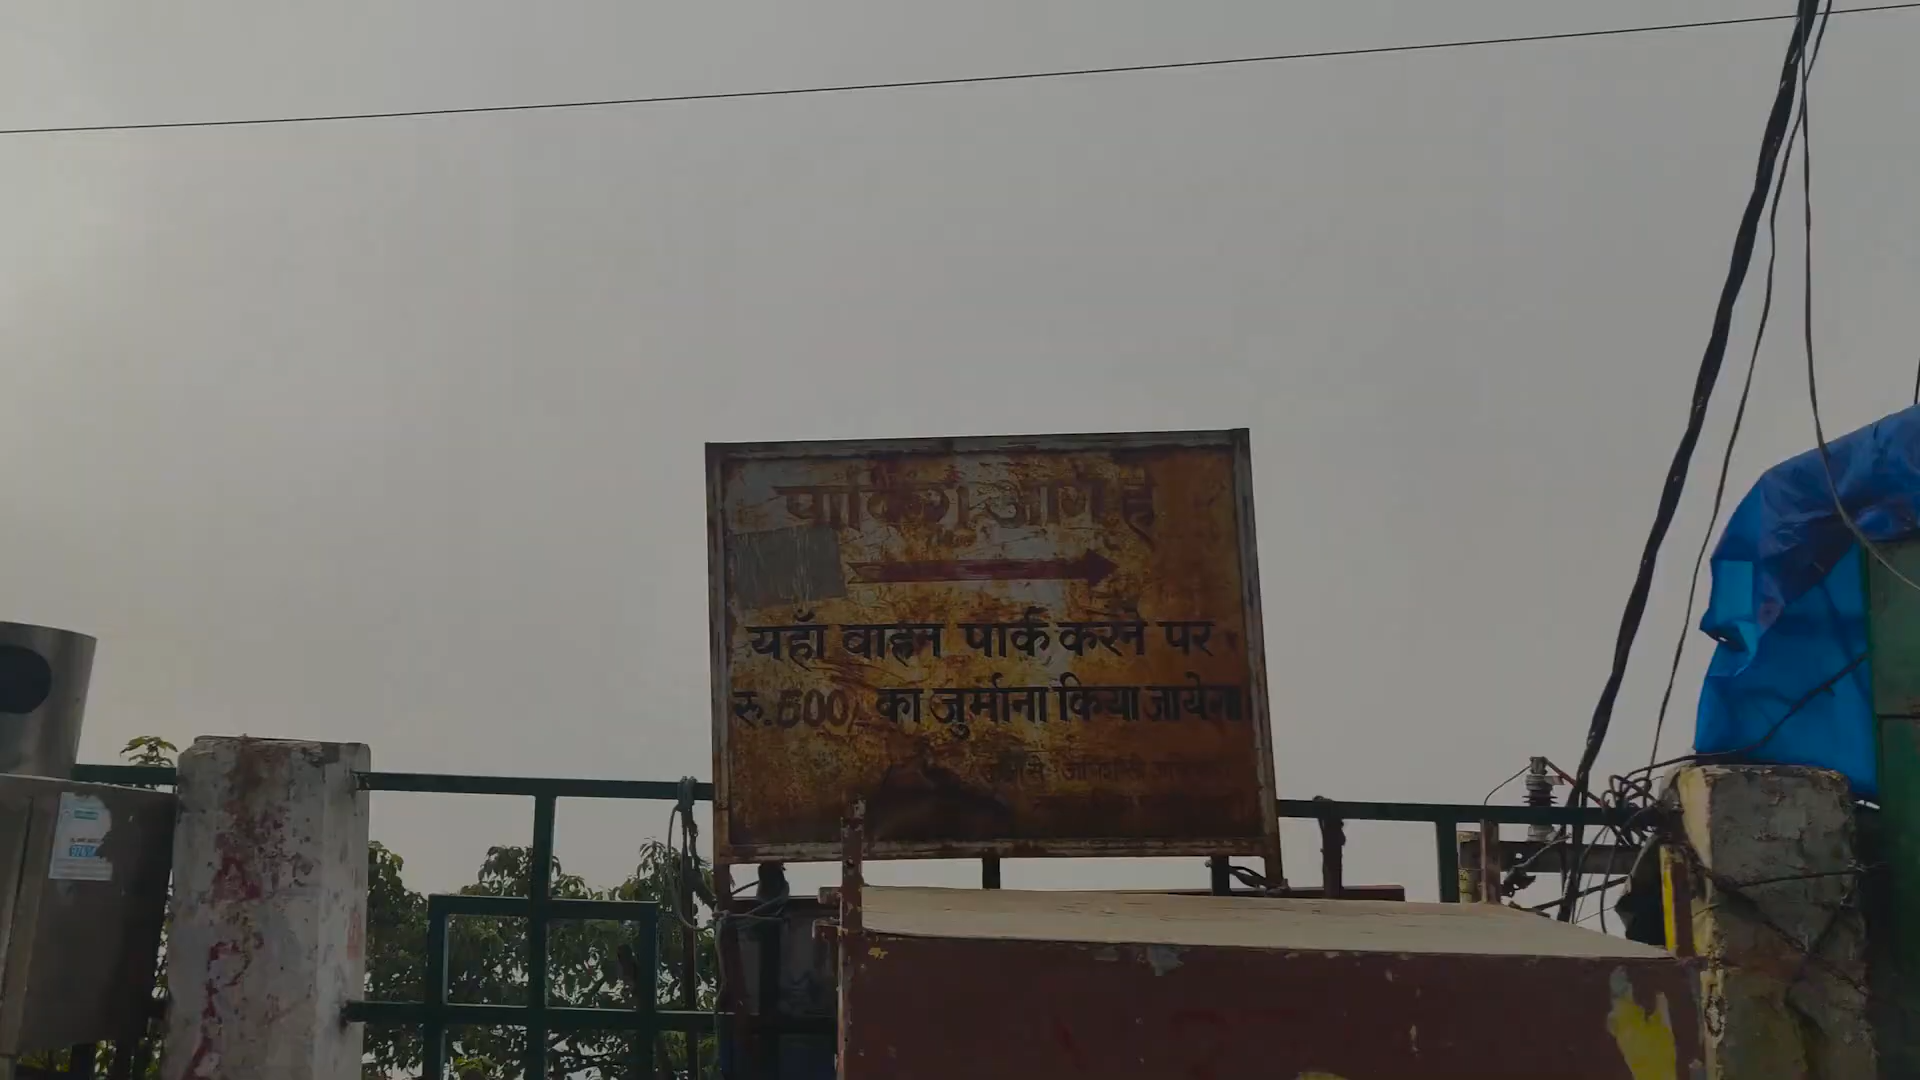 पार्किंग आगे है
यहाँ वाहन पार्क करने पर
रु.500/- का जुर्माना किया जायेगा